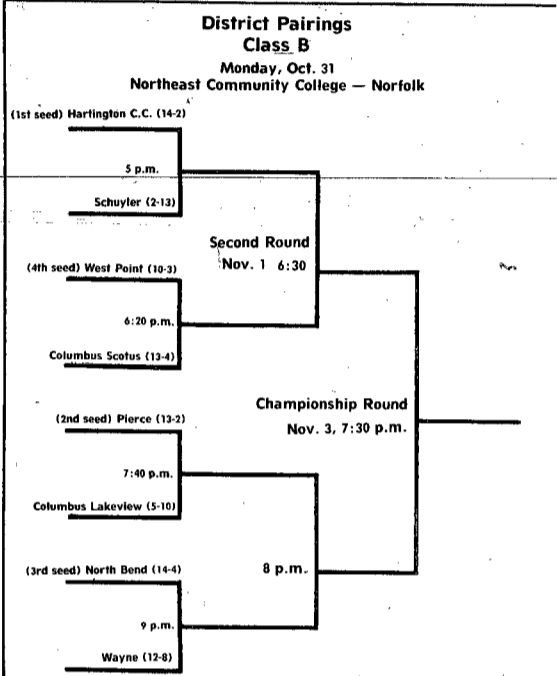 District Pairings
Class B
Monday, Oct. 31
Northeast Community College — Norfolk
(1st seed) Hartington C.C. (14-2)
5 p.m.
Schuyler (2-13)
Second Round
Nov. 1 6:30
(4th seed) West Point (10-3)
6:20 p.m.
Columbus Scotus (13-4)
Championship Round
Nov. 3, 7:30 p.m.
(2nd seed) Pierce (13-2)
7:40 p.m.
Columbus Lakeview (5-10)
(3rd seed) North Bend (14-4)
8 p.m.
9 p.m.
Wayne (12-8)